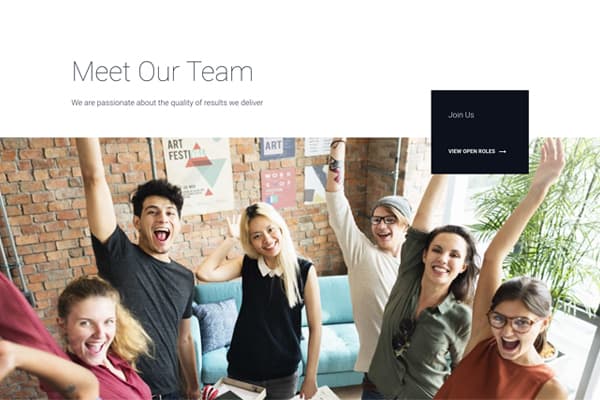 Meet Our Team
We are passionate about the quality of results we deliver
Join Us
VIEW OPEN ROLES
ART
FESTI
ART
WORK